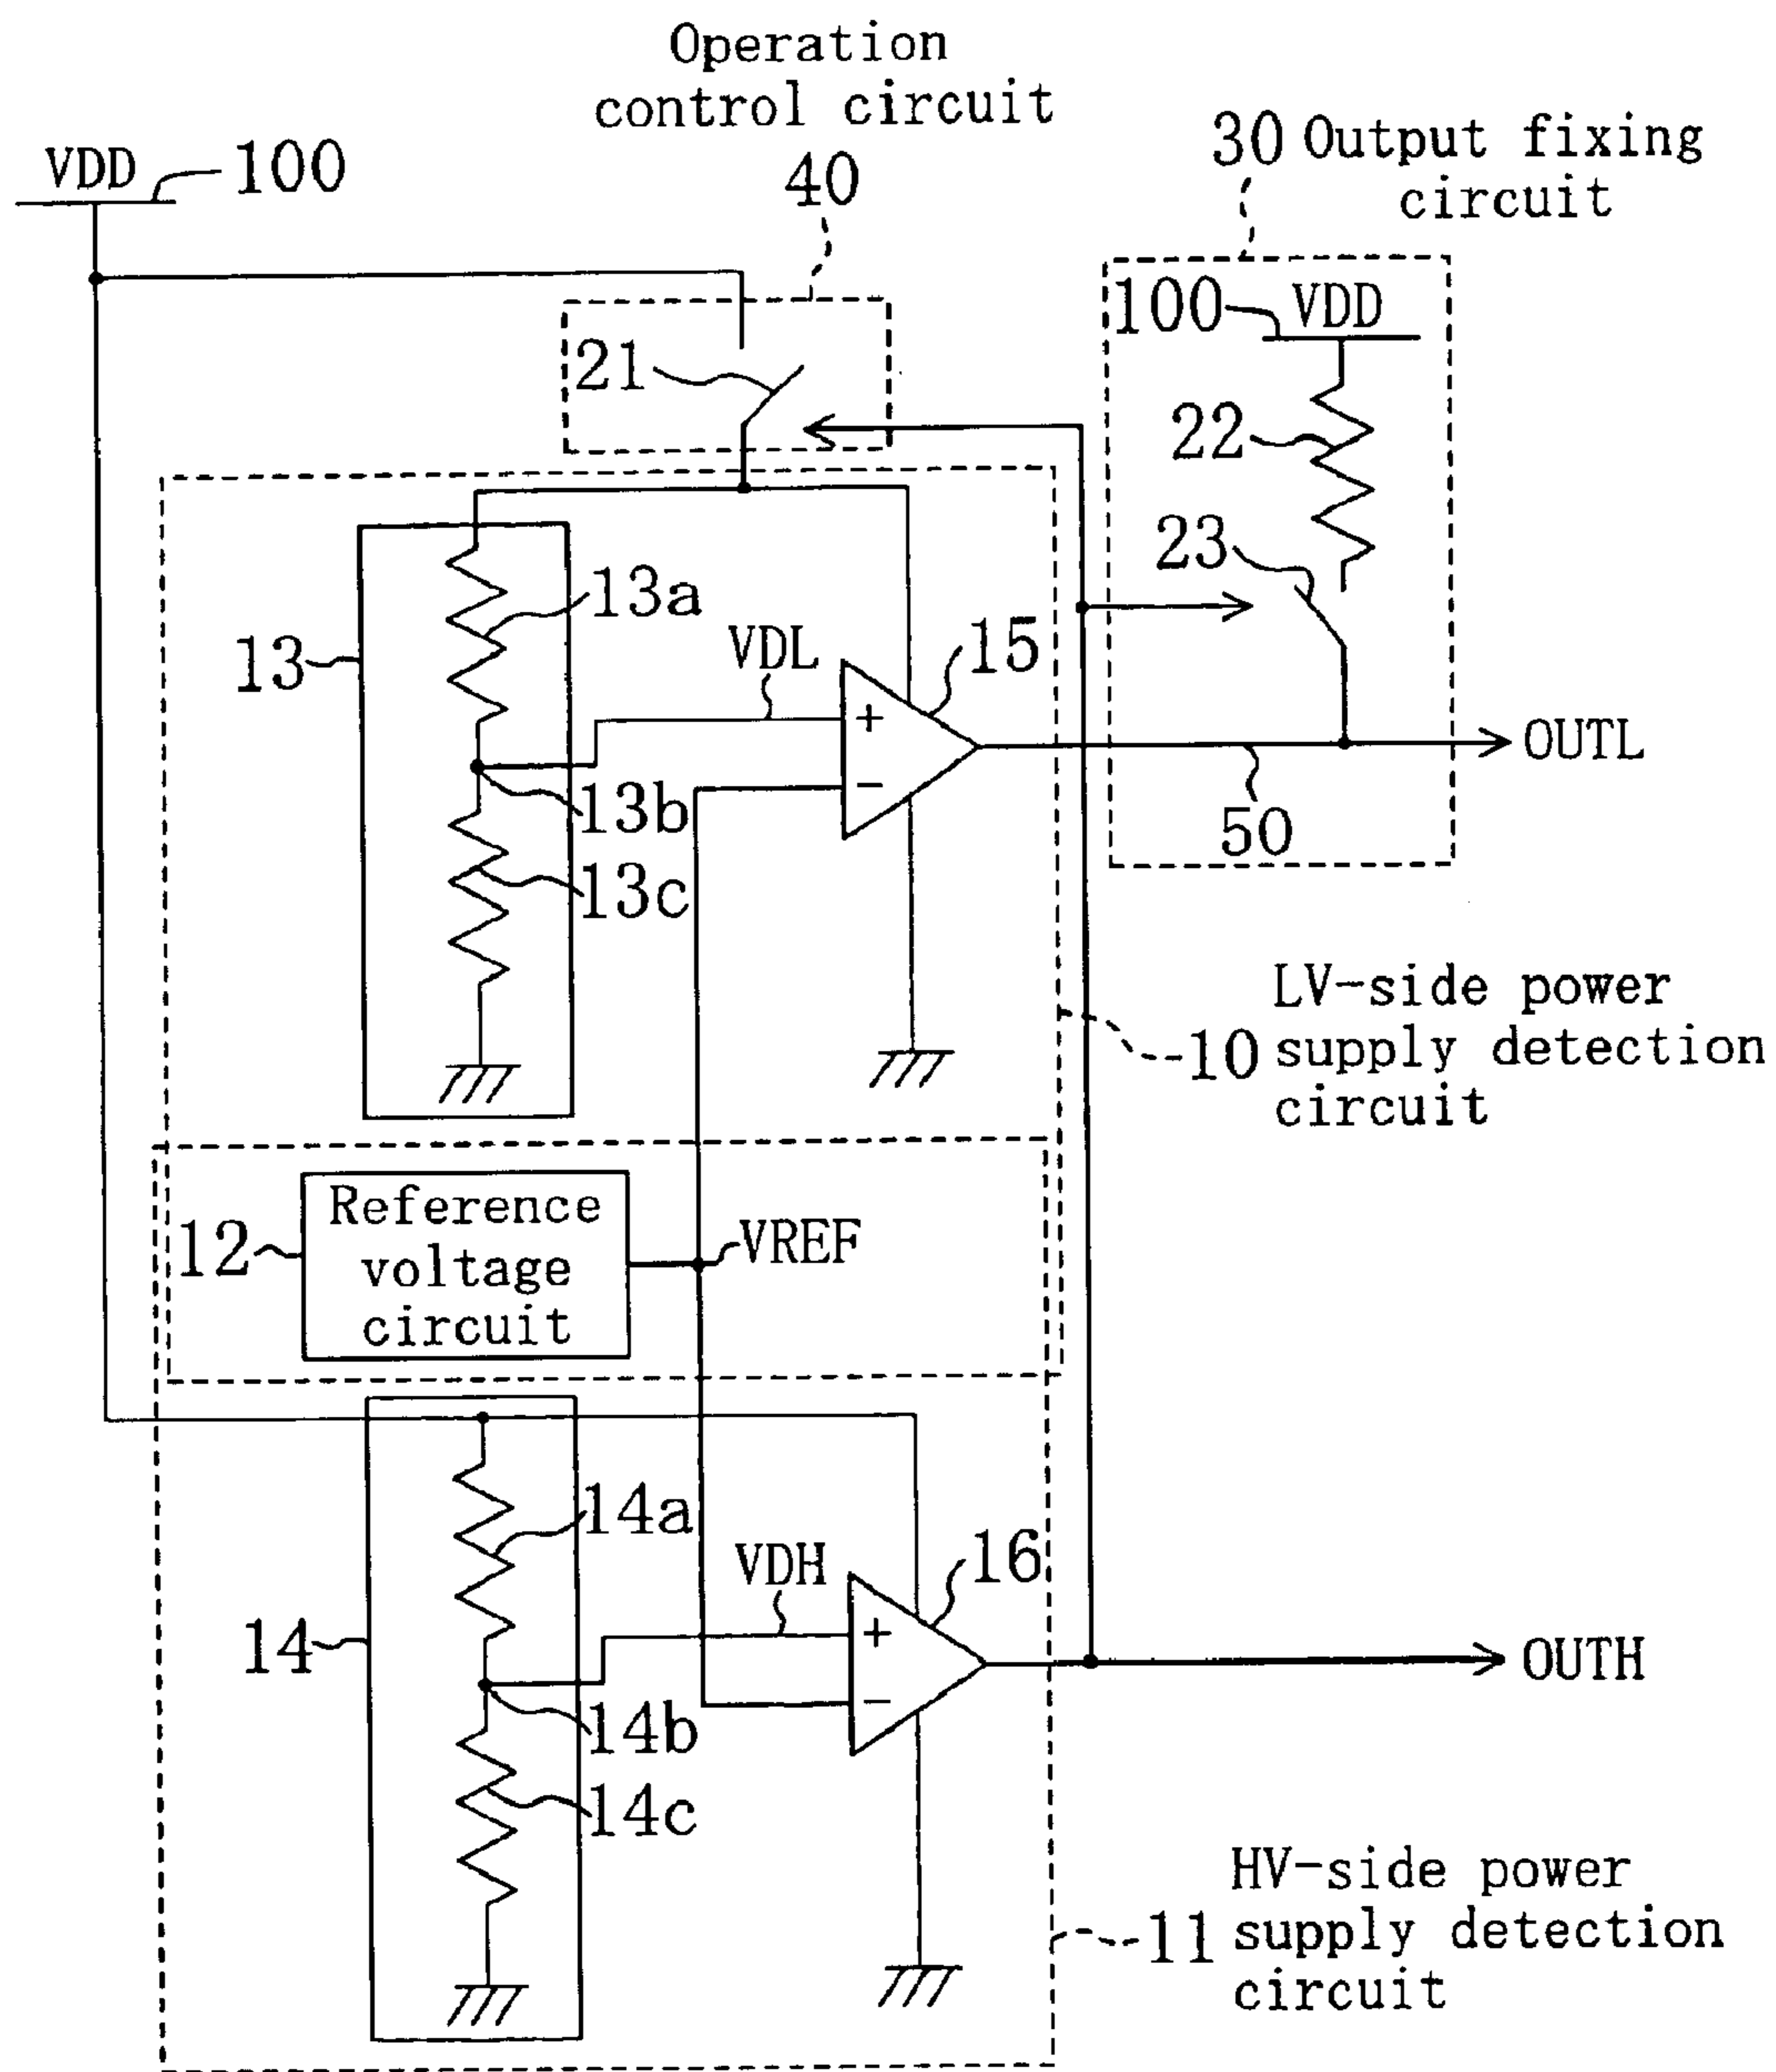 Operation
control circuit
40
VDD
100
30 Output fixing
circuit
100
VDD
21
22
23
13a
13
VDL
15
OUTL
13b
50
13c
LV-side power
10 supply detection
circuit
12
Reference
voltage
circuit
VREF
14a
VDH
16
14
OUTH
14b
14c
HV-side power
11 supply detection
circuit
+
−
+
−